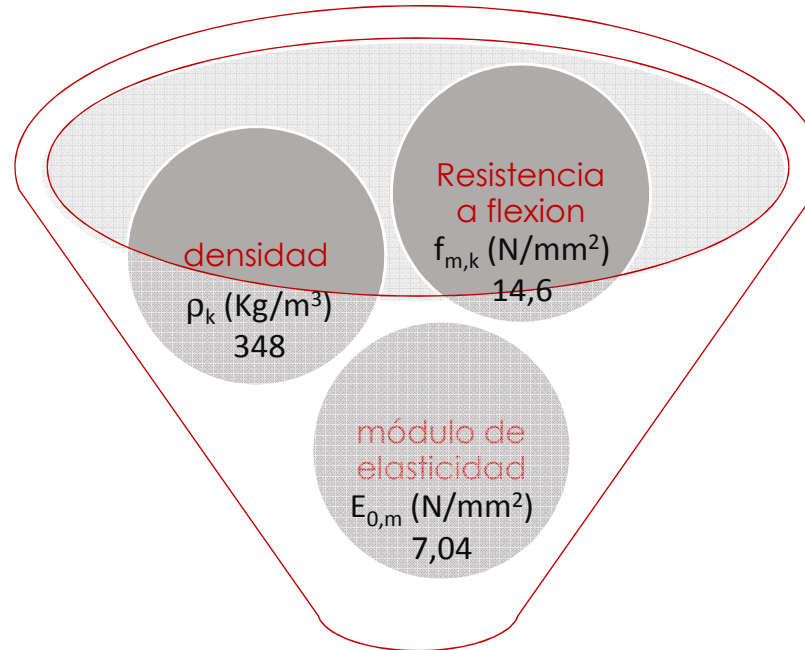 densidad
ρₖ (Kg/m³)
348
Resistencia
a flexion
fₘ,ₖ (N/mm²)
14,6
módulo de
elasticidad
E₀,ₘ (N/mm²)
7,04